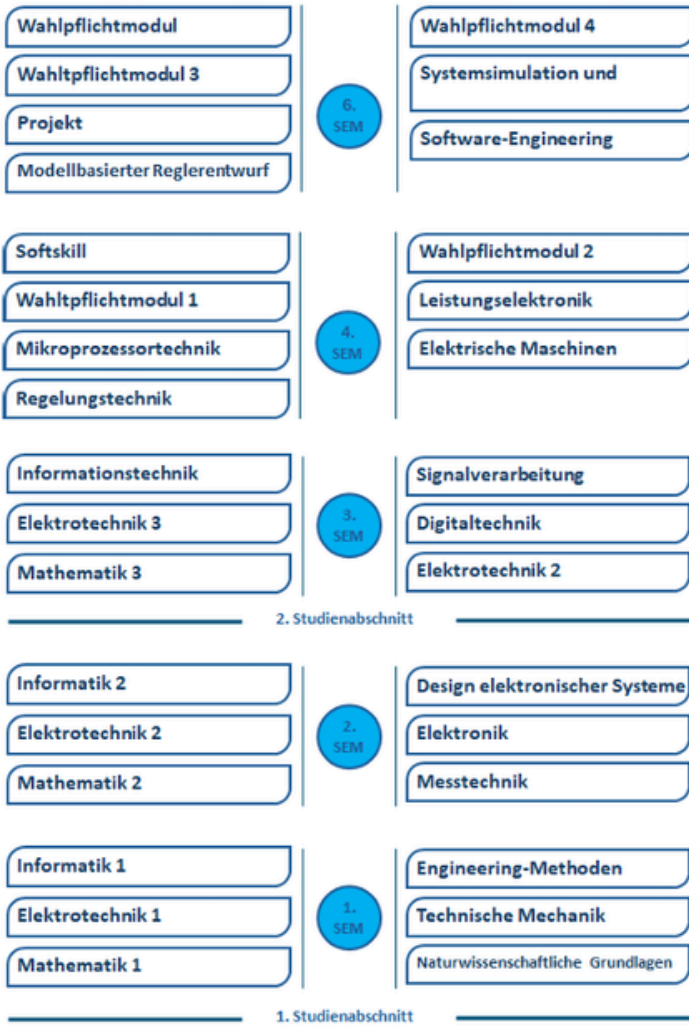 Wahlpflichtmodul
Wahltpflichtmodul 3
Projekt
Modellbasierter Reglerentwurf
6.
SEM
Wahlpflichtmodul 4
Systemsimulation und
Software-Engineering
Softskill
Wahltpflichtmodul 1
Mikroprozessortechnik
Regelungstechnik
4.
SEM
Wahlpflichtmodul 2
Leistungselektronik
Elektrische Maschinen
Informationstechnik
Elektrotechnik 3
Mathematik 3
3.
SEM
Signalverarbeitung
Digitaltechnik
Elektrotechnik 2
2. Studienabschnitt
Informatik 2
Elektrotechnik 2
Mathematik 2
2.
SEM
Design elektronischer Systeme
Elektronik
Messtechnik
Informatik 1
Elektrotechnik 1
Mathematik 1
1.
SEM
Engineering-Methoden
Technische Mechanik
Naturwissenschaftliche Grundlagen
1. Studienabschnitt